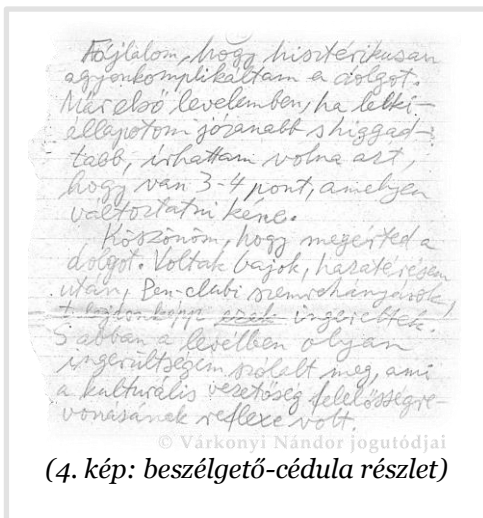 Fájlalom, hogy hisztérikusan
agyonkomplikáltam a dolgot.
Már első levelemben, ha lelki-
állapotom józanabb s higgad-
tabb, írhattam volna azt,
hogy van 3-4 pont, amelyen
változtatni kéne.
Köszönöm, hogy megérted a
dolgot. Voltak bajok, hazatérésem
után, Pen-clubi szemrehányások,
ingereltek.
S abban a levélben olyan
ingerültségem szólalt meg, ami
a kulturális vezetőség felelősségre-
vonásának reflexe volt.
© Várkonyi Nándor jogutódjai
(4. kép: beszélgető-cédula részlet)